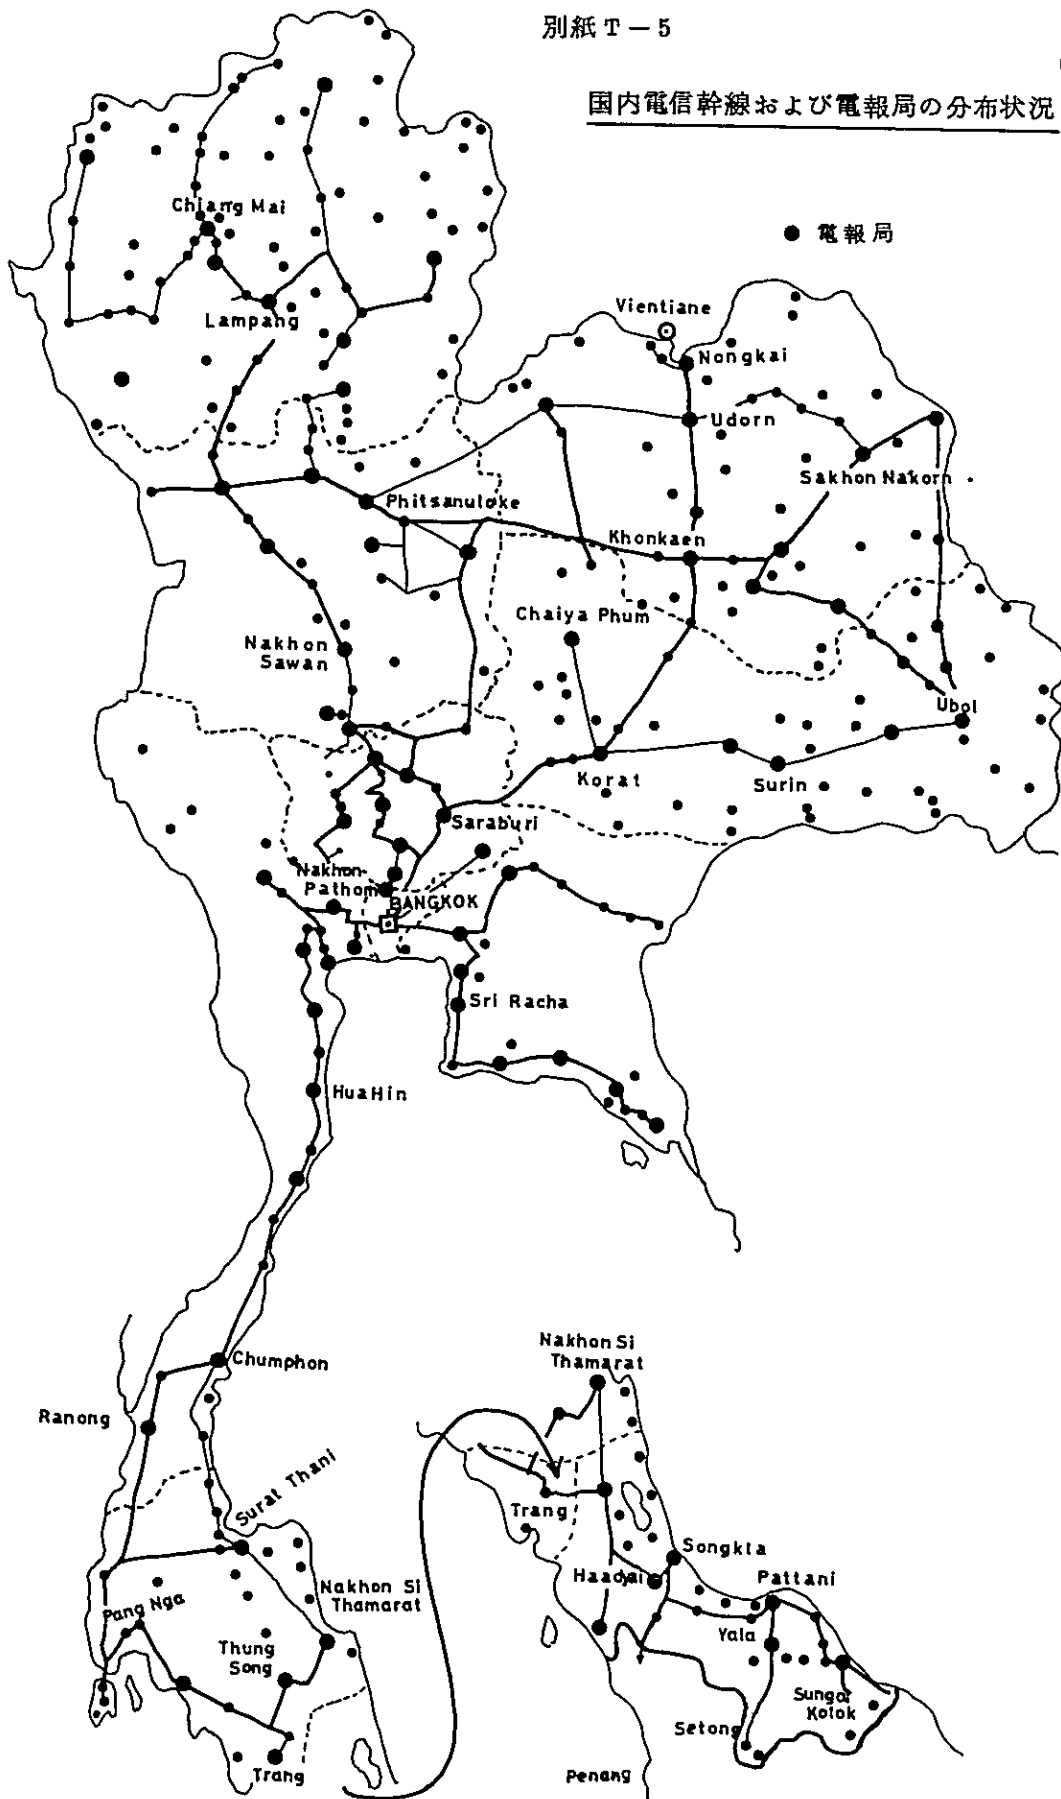 別紙T-5
国内電信幹線および電報局の分布状況
Chiang Mai
● 電報局
Vientiane
Lampang
Nongkai
Udorn
Sakhon Nakorn
Phitsanuloke
Khonkaen
Chaiya Phum
Nakhon
Sawan
Ubol
Korat
Surin
Saraburi
Nakhon
Pathom
BANGKOK
Sri Racha
HuaHin
Chumphon
Ranong
Surat Thani
Nakhon Si
Thamarat
Pang Nga
Thung
Song
Trang
Nakhon Si
Thamarat
Trang
Songkta
Haadyai
Pattani
Yala
Sungai
Kolok
Setong
Penang